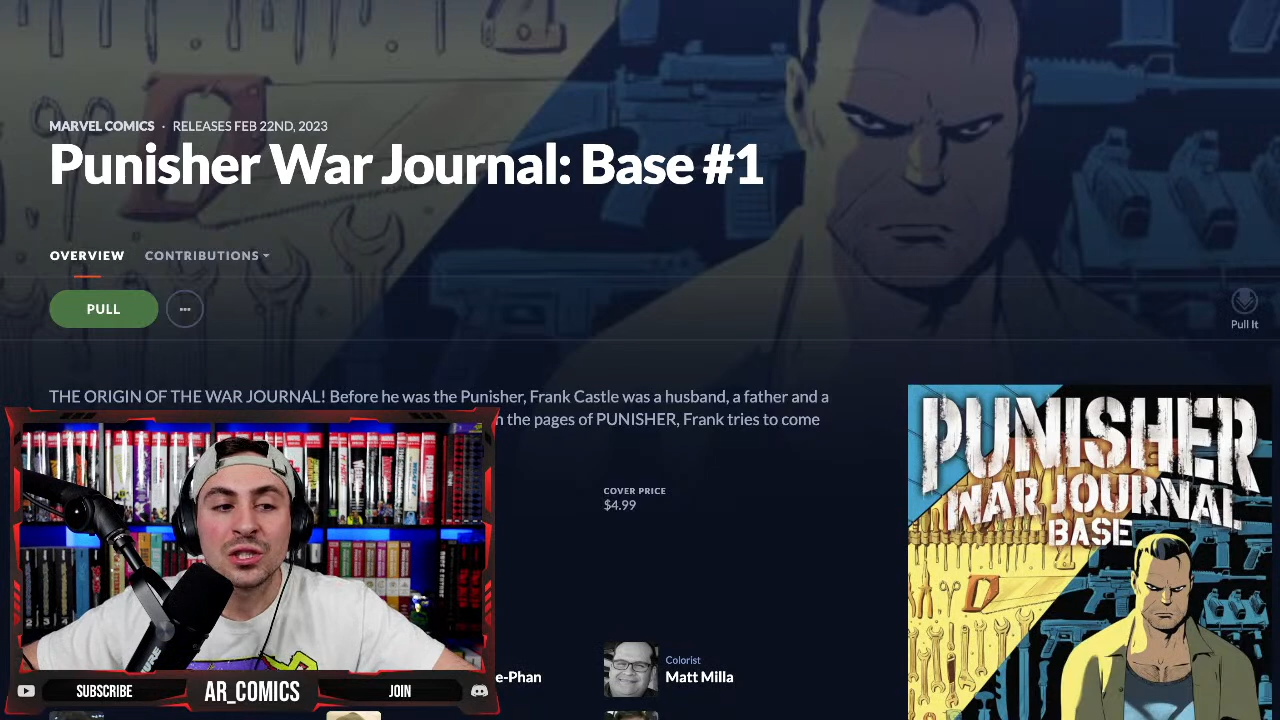 MARVEL COMICS · RELEASES FEB 22ND, 2023
Punisher War Journal: Base #1
OVERVIEW CONTRIBUTIONS
PULL
Pull It
THE ORIGIN OF THE WAR JOURNAL! Before he was the Punisher, Frank Castle was a husband, a father and a
the pages of PUNISHER, Frank tries to come
COVER PRICE
$4.99
PUNISHER
WAR JOURNAL
BASE
Colorist
e-Phan
Matt Milla
SUBSCRIBE
AR_COMICS
JOIN